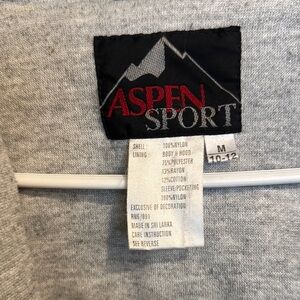 ASPEN
SPORT
M
10-12
SHELL : 100%NYLON
LINING : BODY & HOOD
75%POLYESTER
13%RAYON
12%COTTON
SLEEVE/POCKETING
100%NYLON
EXCLUSIVE OF DECORATION
MADE IN SRI LANKA
CARE INSTRUCTION
SEE REVERSE